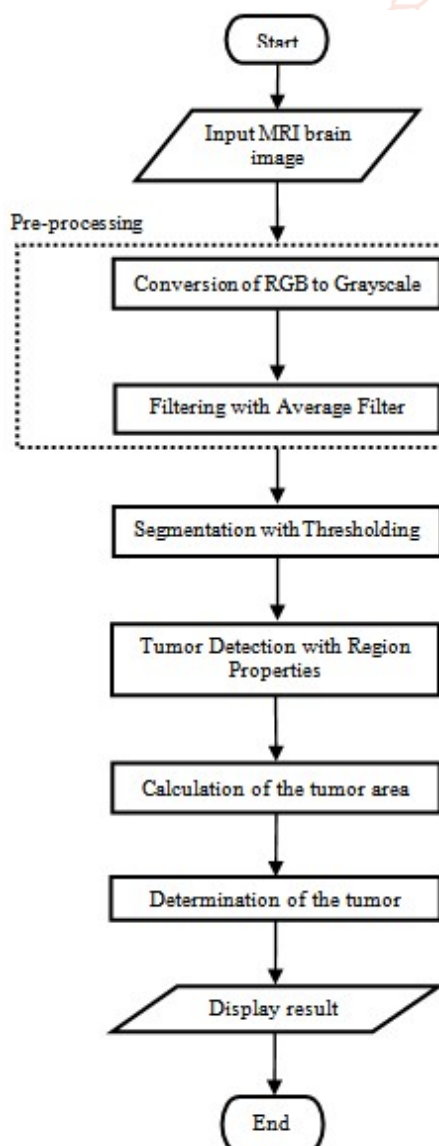 Start
Input MRI brain
image
Pre-processing
Conversion of RGB to Grayscale
Filtering with Average Filter
Segmentation with Thresholding
Tumor Detection with Region
Properties
Calculation of the tumor area
Determination of the tumor
Display result
End